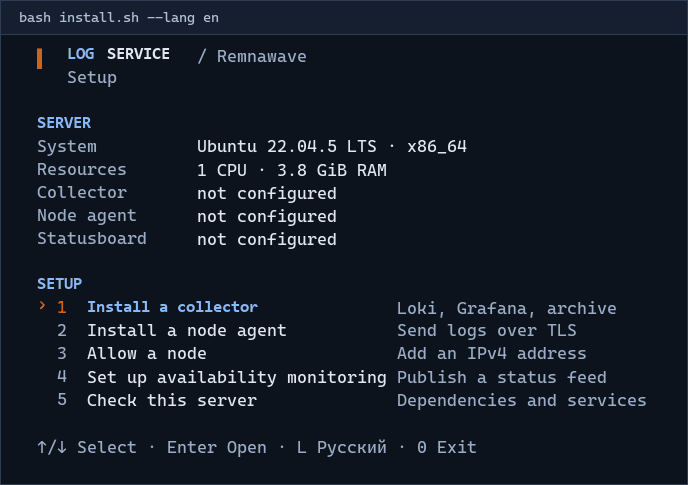 bash install.sh --lang en
LOG SERVICE / Remnawave
Setup
SERVER
System Ubuntu 22.04.5 LTS · x86_64
Resources 1 CPU · 3.8 GiB RAM
Collector not configured
Node agent not configured
Statusboard not configured
SETUP
› 1 Install a collector Loki, Grafana, archive
2 Install a node agent Send logs over TLS
3 Allow a node Add an IPv4 address
4 Set up availability monitoring Publish a status feed
5 Check this server Dependencies and services
↑/↓ Select · Enter Open · L Русский · 0 Exit